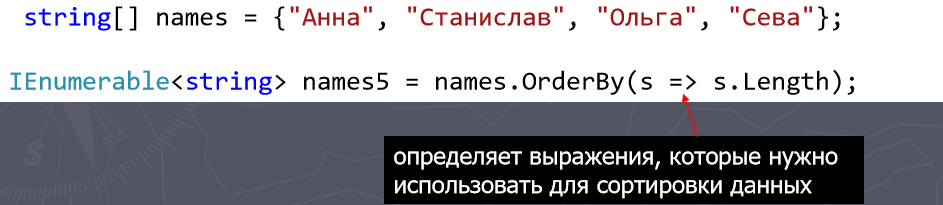 string[] names = {"Анна", "Станислав", "Ольга", "Сева"};
IEnumerable<string> names5 = names.OrderBy(s => s.Length);
определяет выражения, которые нужно
использовать для сортировки данных